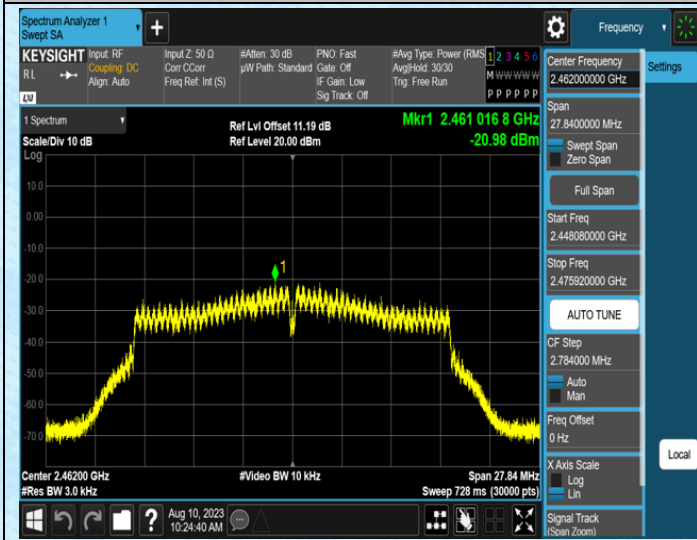 Spectrum Analyzer 1
Swept SA
Frequency
KEYSIGHT
RL
Input: RF
Coupling: DC
Align: Auto
Input Z: 50 Ω
Corr CCorr
Freq Ref: Int (S)
#Atten: 30 dB
µW Path: Standard
PNO: Fast
Gate: Off
IF Gain: Low
Sig Track: Off
#Avg Type: Power (RMS
Avg|Hold: 30/30
Trig: Free Run
1 2 3 4 5 6
M W W W W W
P P P P P P
1 Spectrum
Scale/Div 10 dB
Ref Lvl Offset 11.19 dB
Ref Level 20.00 dBm
Mkr1 2.461 016 8 GHz
-20.98 dBm
Log
10.0
0.00
-10.0
-20.0
-30.0
-40.0
-50.0
-60.0
-70.0
1
Center 2.46200 GHz
#Res BW 3.0 kHz
#Video BW 10 kHz
Span 27.84 MHz
Sweep 728 ms (30000 pts)
Aug 10, 2023
10:24:40 AM
?
Center Frequency
2.462000000 GHz
Span
27.8400000 MHz
Swept Span
Zero Span
Full Span
Start Freq
2.448080000 GHz
Stop Freq
2.475920000 GHz
AUTO TUNE
CF Step
2.784000 MHz
Auto
Man
Freq Offset
0 Hz
X Axis Scale
Log
Lin
Signal Track
(Span Zoom)
Settings
Local